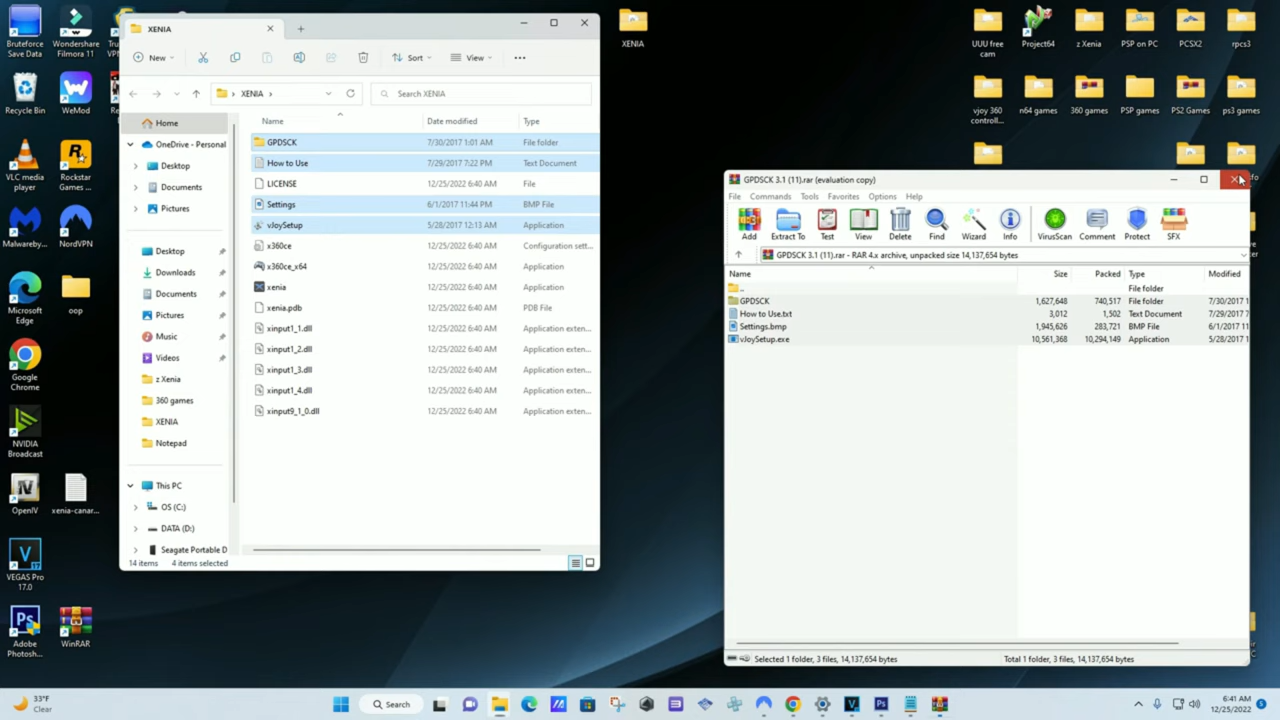 Bruteforce
Save Data
Wondershare
Filmora 11
Recycle Bin
WeMod
VLC media
player
Rockstar
Games ...
Malwareby...
NordVPN
Microsoft
Edge
oop
Google
Chrome
NVIDIA
Broadcast
OpenIV
xenia-canar...
VEGAS Pro
17.0
Adobe
Photosh...
WinRAR
XENIA
New
Sort
View
XENIA
Search XENIA
Name
Date modified
Type
Home
OneDrive - Personal
Desktop
Documents
Pictures
Desktop
Downloads
Documents
Pictures
Music
Videos
z Xenia
360 games
XENIA
Notepad
This PC
OS (C:)
DATA (D:)
Seagate Portable D
GPDSCK 7/30/2017 1:01 AM File folder
How to Use 7/29/2017 7:22 PM Text Document
LICENSE 12/25/2022 6:40 AM File
Settings 6/1/2017 11:44 PM BMP File
vJoySetup 5/28/2017 12:13 AM Application
x360ce 12/25/2022 6:40 AM Configuration sett...
x360ce_x64 12/25/2022 6:40 AM Application
xenia 12/25/2022 6:40 AM Application
xenia.pdb 12/25/2022 6:40 AM PDB File
xinput1_1.dll 12/25/2022 6:40 AM Application exten...
xinput1_2.dll 12/25/2022 6:40 AM Application exten...
xinput1_3.dll 12/25/2022 6:40 AM Application exten...
xinput1_4.dll 12/25/2022 6:40 AM Application exten...
xinput9_1_0.dll 12/25/2022 6:40 AM Application exten...
14 items 4 items selected
XENIA
UUU free
cam
Project64
z Xenia
PSP on PC
PCSX2
rpcs3
vjoy 360
controll...
n64 games
360 games
PSP games
PS2 Games
ps3 games
GPDSCK 3.1 (11).rar (evaluation copy)
File Commands Tools Favorites Options Help
Add Extract To Test View Delete Find Wizard Info VirusScan Comment Protect SFX
GPDSCK 3.1 (11).rar - RAR 4.x archive, unpacked size 14,137,654 bytes
Name Size Packed Type Modified
.. File folder
GPDSCK 1,627,648 740,517 File folder 7/30/2017 1
How to Use.txt 3,012 1,502 Text Document 7/29/2017
Settings.bmp 1,945,626 283,721 BMP File 6/1/2017 11
vJoySetup.exe 10,561,368 10,294,149 Application 5/28/2017
Selected 1 folder, 3 files, 14,137,654 bytes
Total 1 folder, 3 files, 14,137,654 bytes
33°F
Clear
Search
6:41 AM
12/25/2022